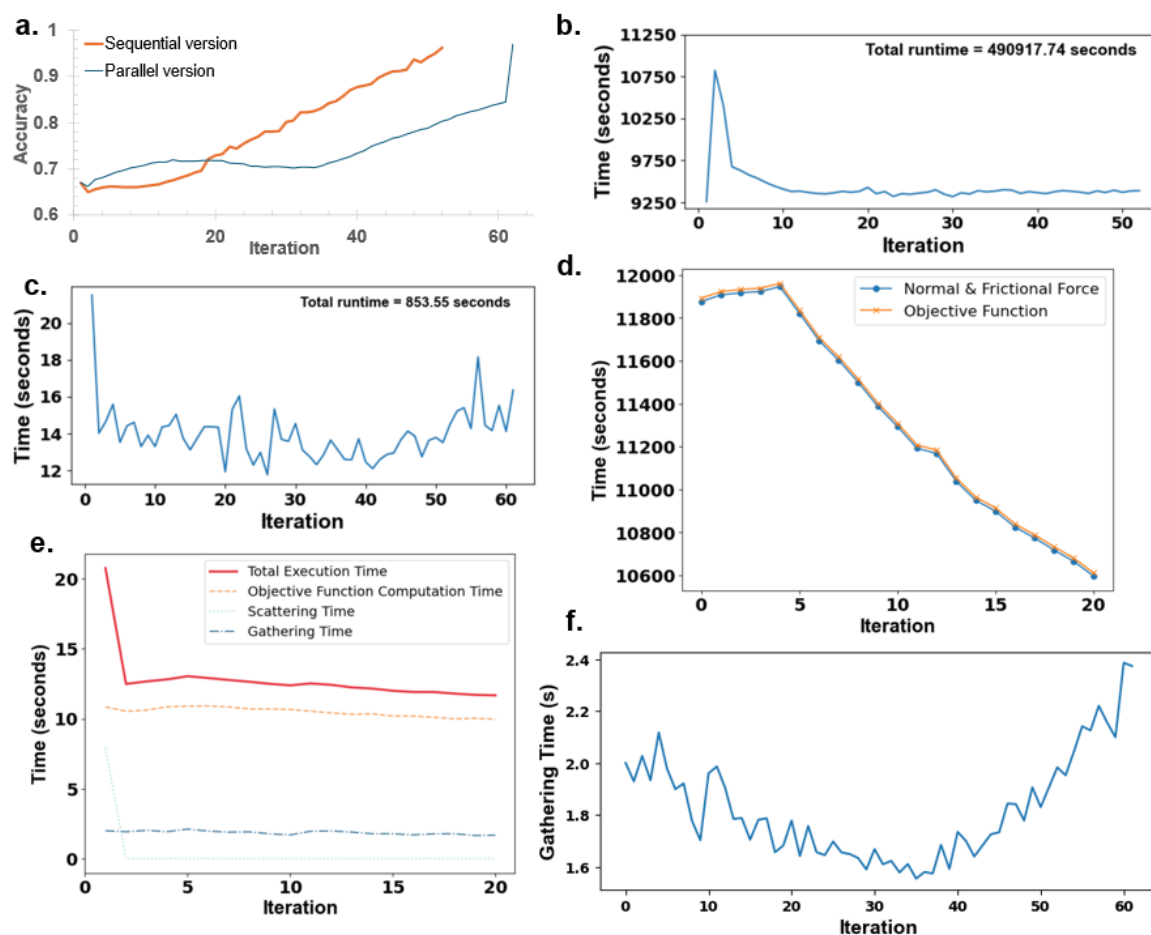 a.
1
0.9
0.8
0.7
0.6
Accuracy
Sequential version
Parallel version
0
20
40
60
Iteration
b.
11250
10750
9750
9250
Time (seconds)
Total runtime = 490917.74 seconds
0
10
20
30
40
50
Iteration
c.
20
18
16
14
12
Time (seconds)
Total runtime = 853.55 seconds
0
10
20
30
40
50
60
Iteration
d.
12000
11800
11600
11400
11200
11000
10800
10600
Time (seconds)
Normal & Frictional Force
Objective Function
0
5
10
15
20
Iteration
e.
20
15
10
5
0
Time (seconds)
Total Execution Time
Objective Function Computation Time
Scattering Time
Gathering Time
0
5
10
15
20
Iteration
f.
2.4
2.2
2.0
1.8
1.6
Gathering Time (s)
0
10
20
30
40
50
60
Iteration